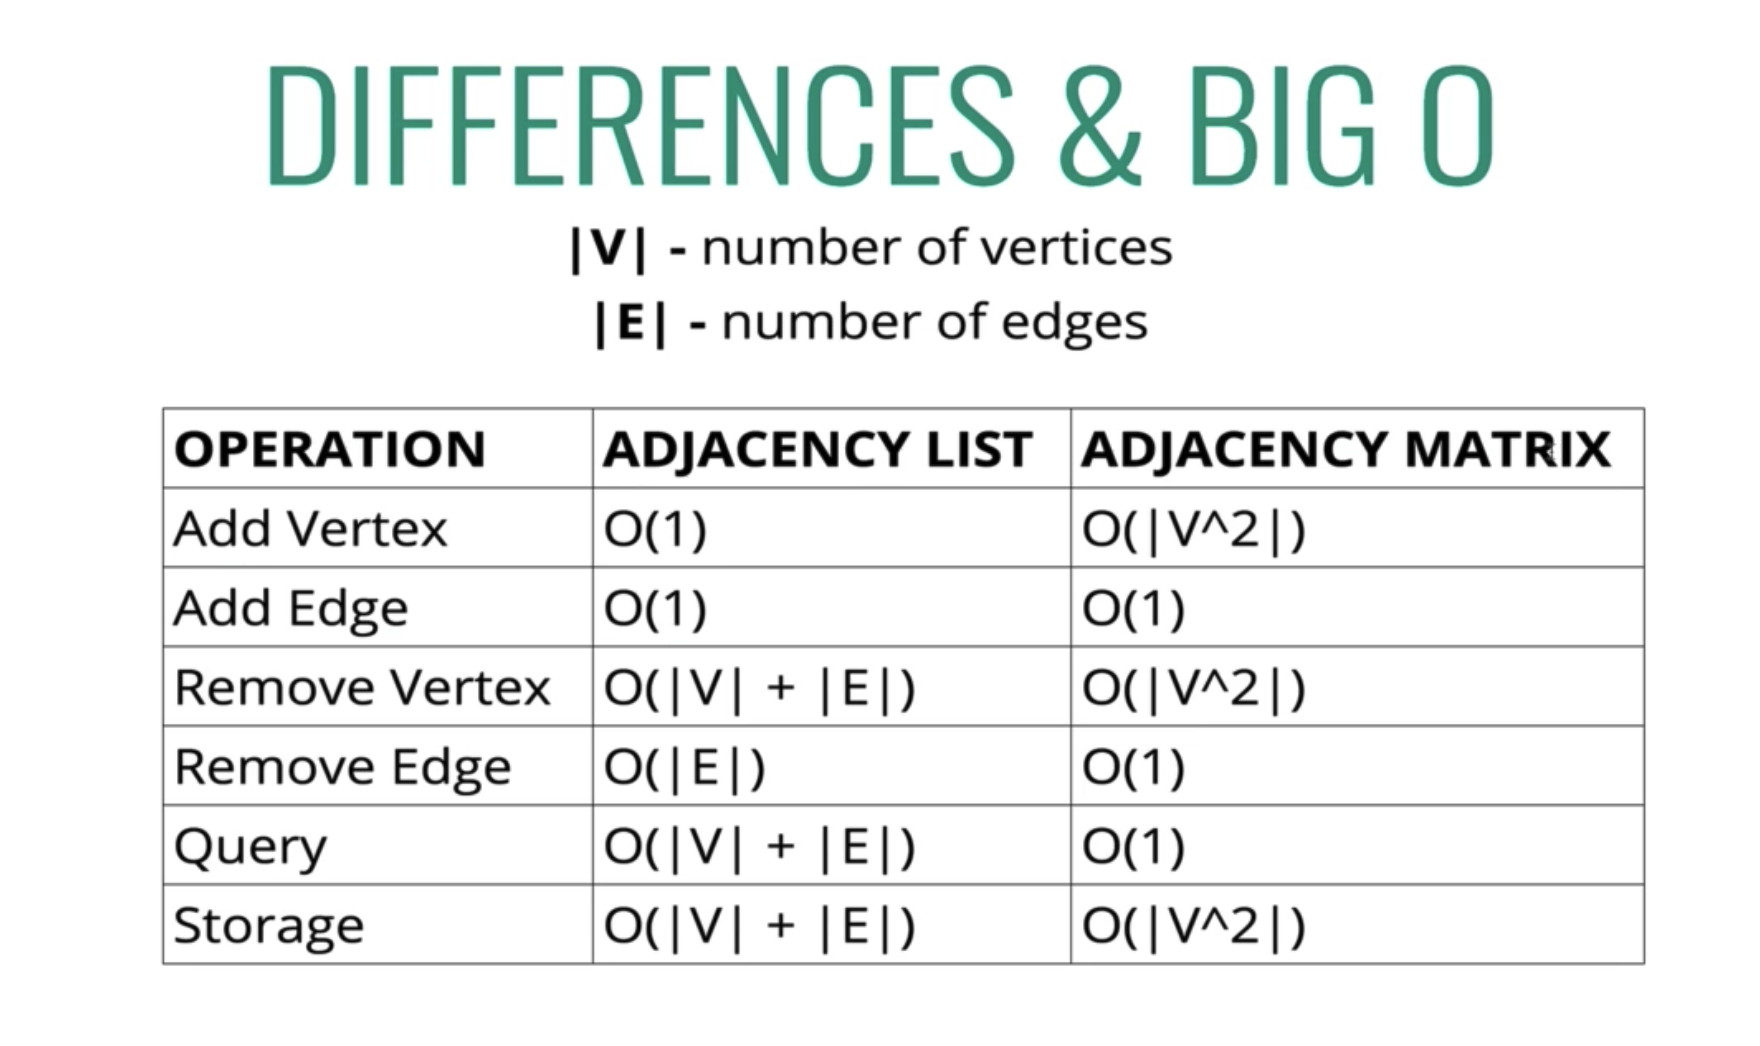 DIFFERENCES & BIG O
|V| - number of vertices
|E| - number of edges
OPERATION ADJACENCY LIST ADJACENCY MATRIX
Add Vertex O(1) O(|V^2|)
Add Edge O(1) O(1)
Remove Vertex O(|V| + |E|) O(|V^2|)
Remove Edge O(|E|) O(1)
Query O(|V| + |E|) O(1)
Storage O(|V| + |E|) O(|V^2|)